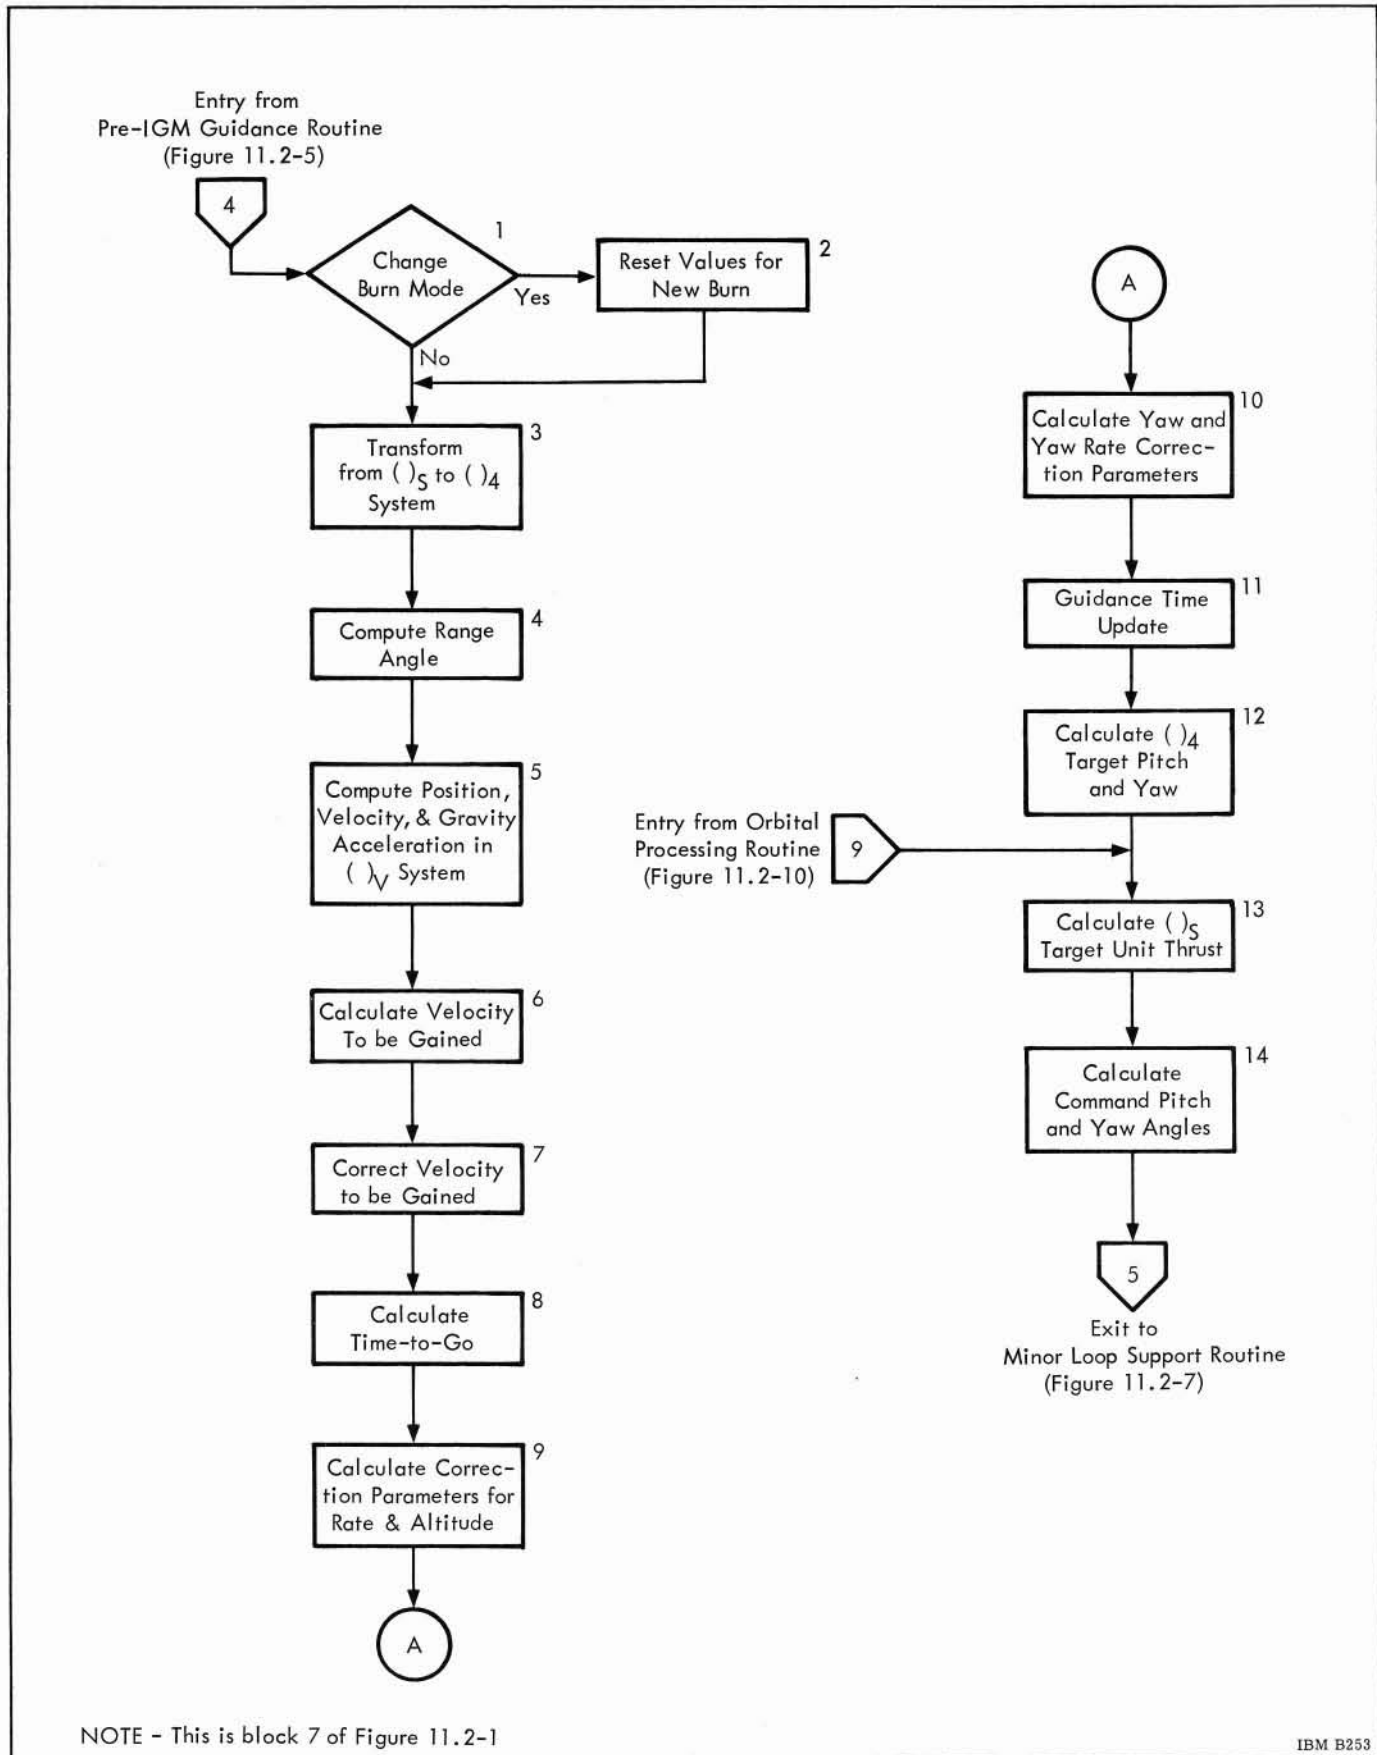 Entry from
Pre-IGM Guidance Routine
(Figure 11.2-5)
4
1
Change
Burn Mode
Yes
No
2
Reset Values for
New Burn
3
Transform
from ( )S to ( )4
System
4
Compute Range
Angle
5
Compute Position,
Velocity, & Gravity
Acceleration in
( )V System
6
Calculate Velocity
To be Gained
7
Correct Velocity
to be Gained
8
Calculate
Time-to-Go
9
Calculate Correc-
tion Parameters for
Rate & Altitude
A
A
10
Calculate Yaw and
Yaw Rate Correc-
tion Parameters
11
Guidance Time
Update
12
Calculate ( )4
Target Pitch
and Yaw
Entry from Orbital
Processing Routine
(Figure 11.2-10)
9
13
Calculate ( )S
Target Unit Thrust
14
Calculate
Command Pitch
and Yaw Angles
5
Exit to
Minor Loop Support Routine
(Figure 11.2-7)
NOTE - This is block 7 of Figure 11.2-1
IBM B253